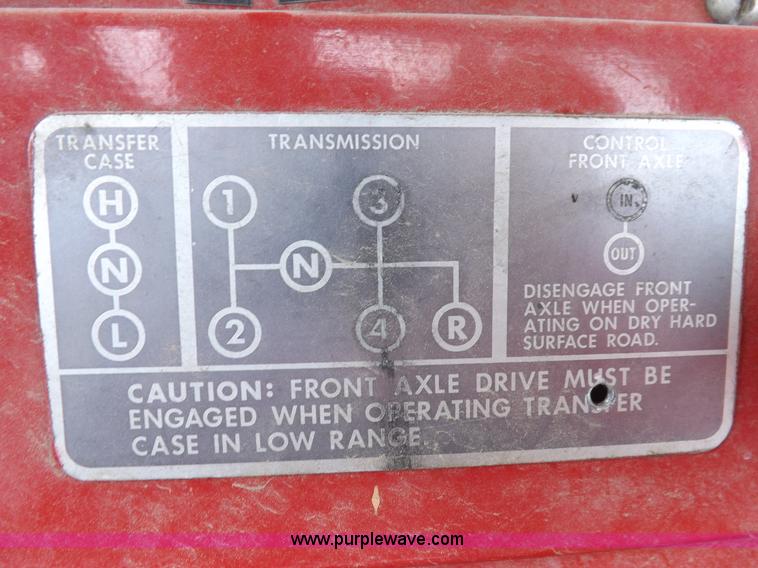 TRANSFER
CASE
H
N
L
TRANSMISSION
1
3
N
2
4
R
CONTROL
FRONT AXLE
IN
OUT
DISENGAGE FRONT
AXLE WHEN OPER-
ATING ON DRY HARD
SURFACE ROAD.
CAUTION: FRONT AXLE DRIVE MUST BE
ENGAGED WHEN OPERATING TRANSFER
CASE IN LOW RANGE.
www.purplewave.com